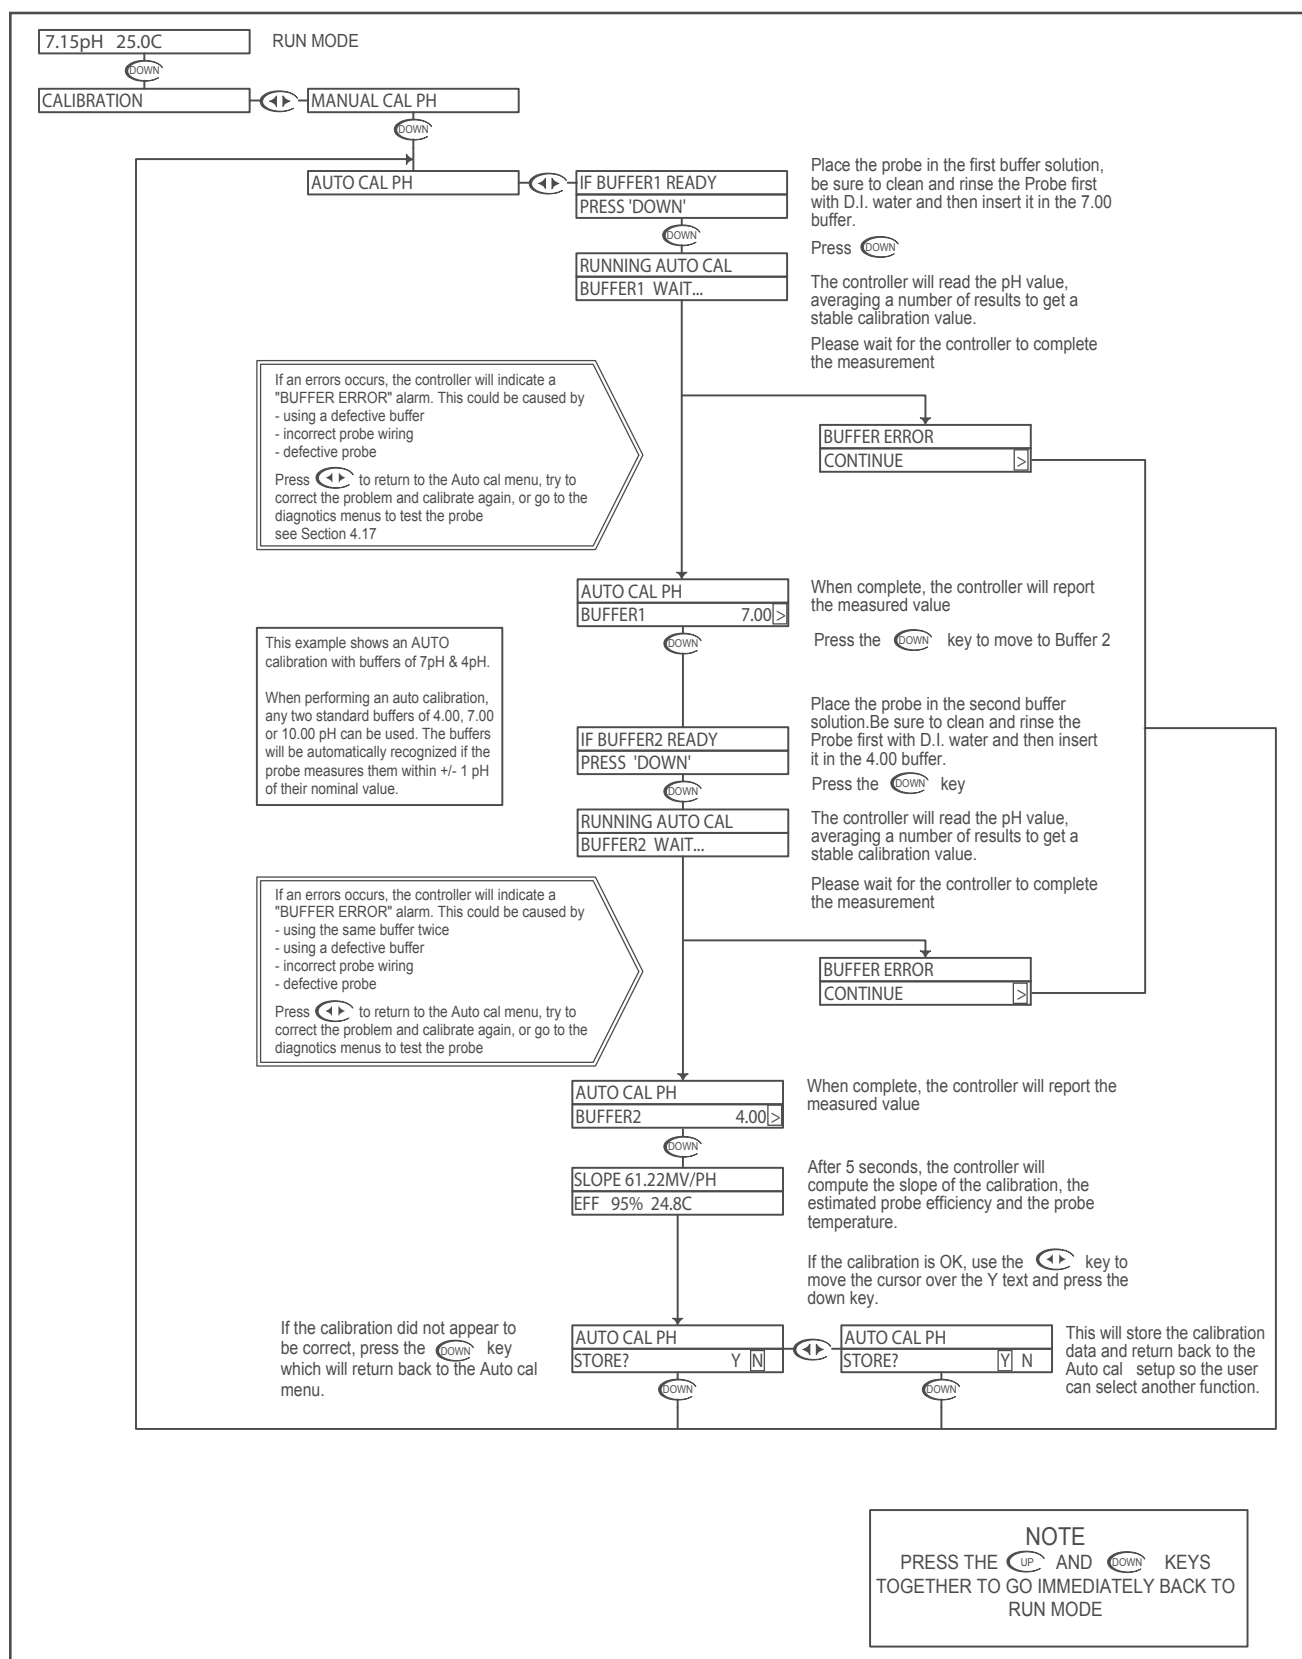 7.15pH 25.0C
RUN MODE
DOWN
CALIBRATION
MANUAL CAL PH
DOWN
AUTO CAL PH
IF BUFFER1 READY
PRESS 'DOWN'
Place the probe in the first buffer solution,
be sure to clean and rinse the Probe first
with D.I. water and then insert it in the 7.00
buffer.
DOWN
Press DOWN
RUNNING AUTO CAL
BUFFER1 WAIT...
The controller will read the pH value,
averaging a number of results to get a
stable calibration value.
Please wait for the controller to complete
the measurement
If an errors occurs, the controller will indicate a
"BUFFER ERROR" alarm. This could be caused by
- using a defective buffer
- incorrect probe wiring
- defective probe
Press to return to the Auto cal menu, try to
correct the problem and calibrate again, or go to the
diagnotics menus to test the probe
see Section 4.17
BUFFER ERROR
CONTINUE >
AUTO CAL PH
BUFFER1 7.00 >
When complete, the controller will report
the measured value
DOWN
Press the DOWN key to move to Buffer 2
This example shows an AUTO
calibration with buffers of 7pH & 4pH.
When performing an auto calibration,
any two standard buffers of 4.00, 7.00
or 10.00 pH can be used. The buffers
will be automatically recognized if the
probe measures them within +/- 1 pH
of their nominal value.
IF BUFFER2 READY
PRESS 'DOWN'
Place the probe in the second buffer
solution.Be sure to clean and rinse the
Probe first with D.I. water and then insert
it in the 4.00 buffer.
DOWN
Press the DOWN key
RUNNING AUTO CAL
BUFFER2 WAIT...
The controller will read the pH value,
averaging a number of results to get a
stable calibration value.
Please wait for the controller to complete
the measurement
If an errors occurs, the controller will indicate a
"BUFFER ERROR" alarm. This could be caused by
- using the same buffer twice
- using a defective buffer
- incorrect probe wiring
- defective probe
Press to return to the Auto cal menu, try to
correct the problem and calibrate again, or go to the
diagnotics menus to test the probe
BUFFER ERROR
CONTINUE >
AUTO CAL PH
BUFFER2 4.00 >
When complete, the controller will report the
measured value
DOWN
SLOPE 61.22MV/PH
EFF 95% 24.8C
After 5 seconds, the controller will
compute the slope of the calibration, the
estimated probe efficiency and the probe
temperature.
If the calibration is OK, use the key to
move the cursor over the Y text and press the
down key.
If the calibration did not appear to
be correct, press the DOWN key
which will return back to the Auto cal
menu.
AUTO CAL PH
STORE? Y N
DOWN
AUTO CAL PH
STORE? Y N
DOWN
This will store the calibration
data and return back to the
Auto cal setup so the user
can select another function.
NOTE
PRESS THE UP AND DOWN KEYS
TOGETHER TO GO IMMEDIATELY BACK TO
RUN MODE